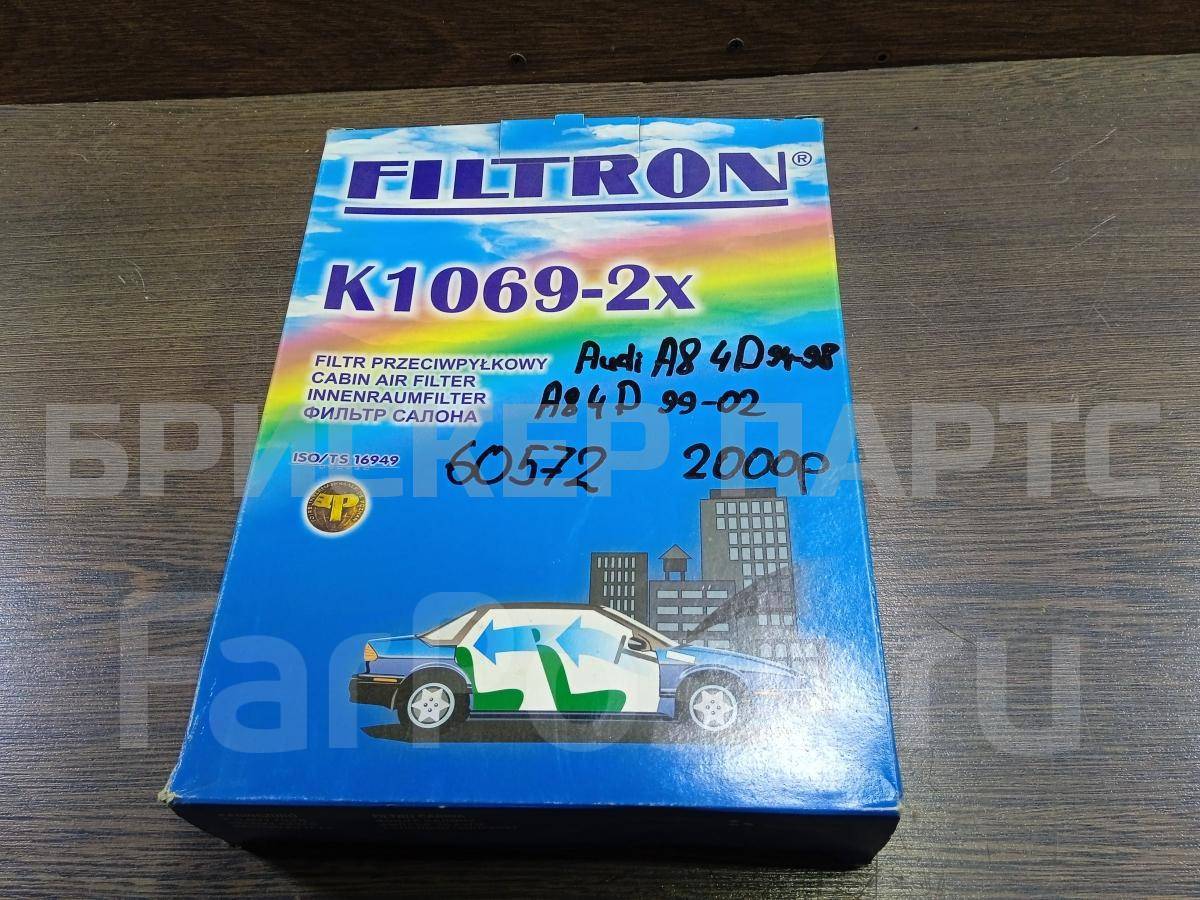 FILTRON®
K1069-2x
FILTR PRZECIWPYŁKOWY
CABIN AIR FILTER
INNENRAUMFILTER
ФИЛЬТР САЛОНА
Audi A8 4D 94-98
A8 4D 99-02
ISO/TS 16949
60572 2000р
БРИСКЕР ПАРТС
FarPost.ru